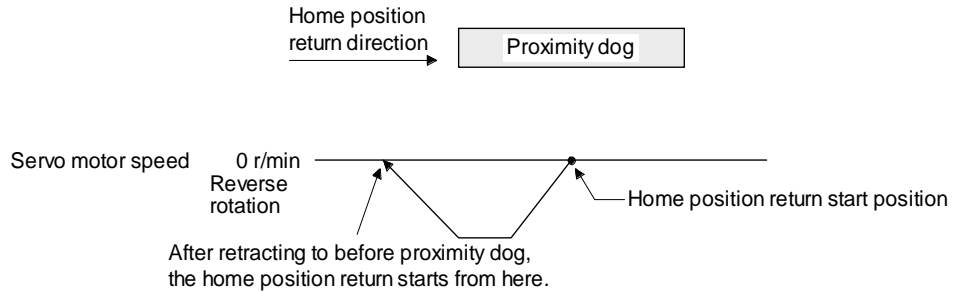 Home position
return direction
Proximity dog
Servo motor speed 0 r/min
Reverse
rotation
Home position return start position
After retracting to before proximity dog,
the home position return starts from here.